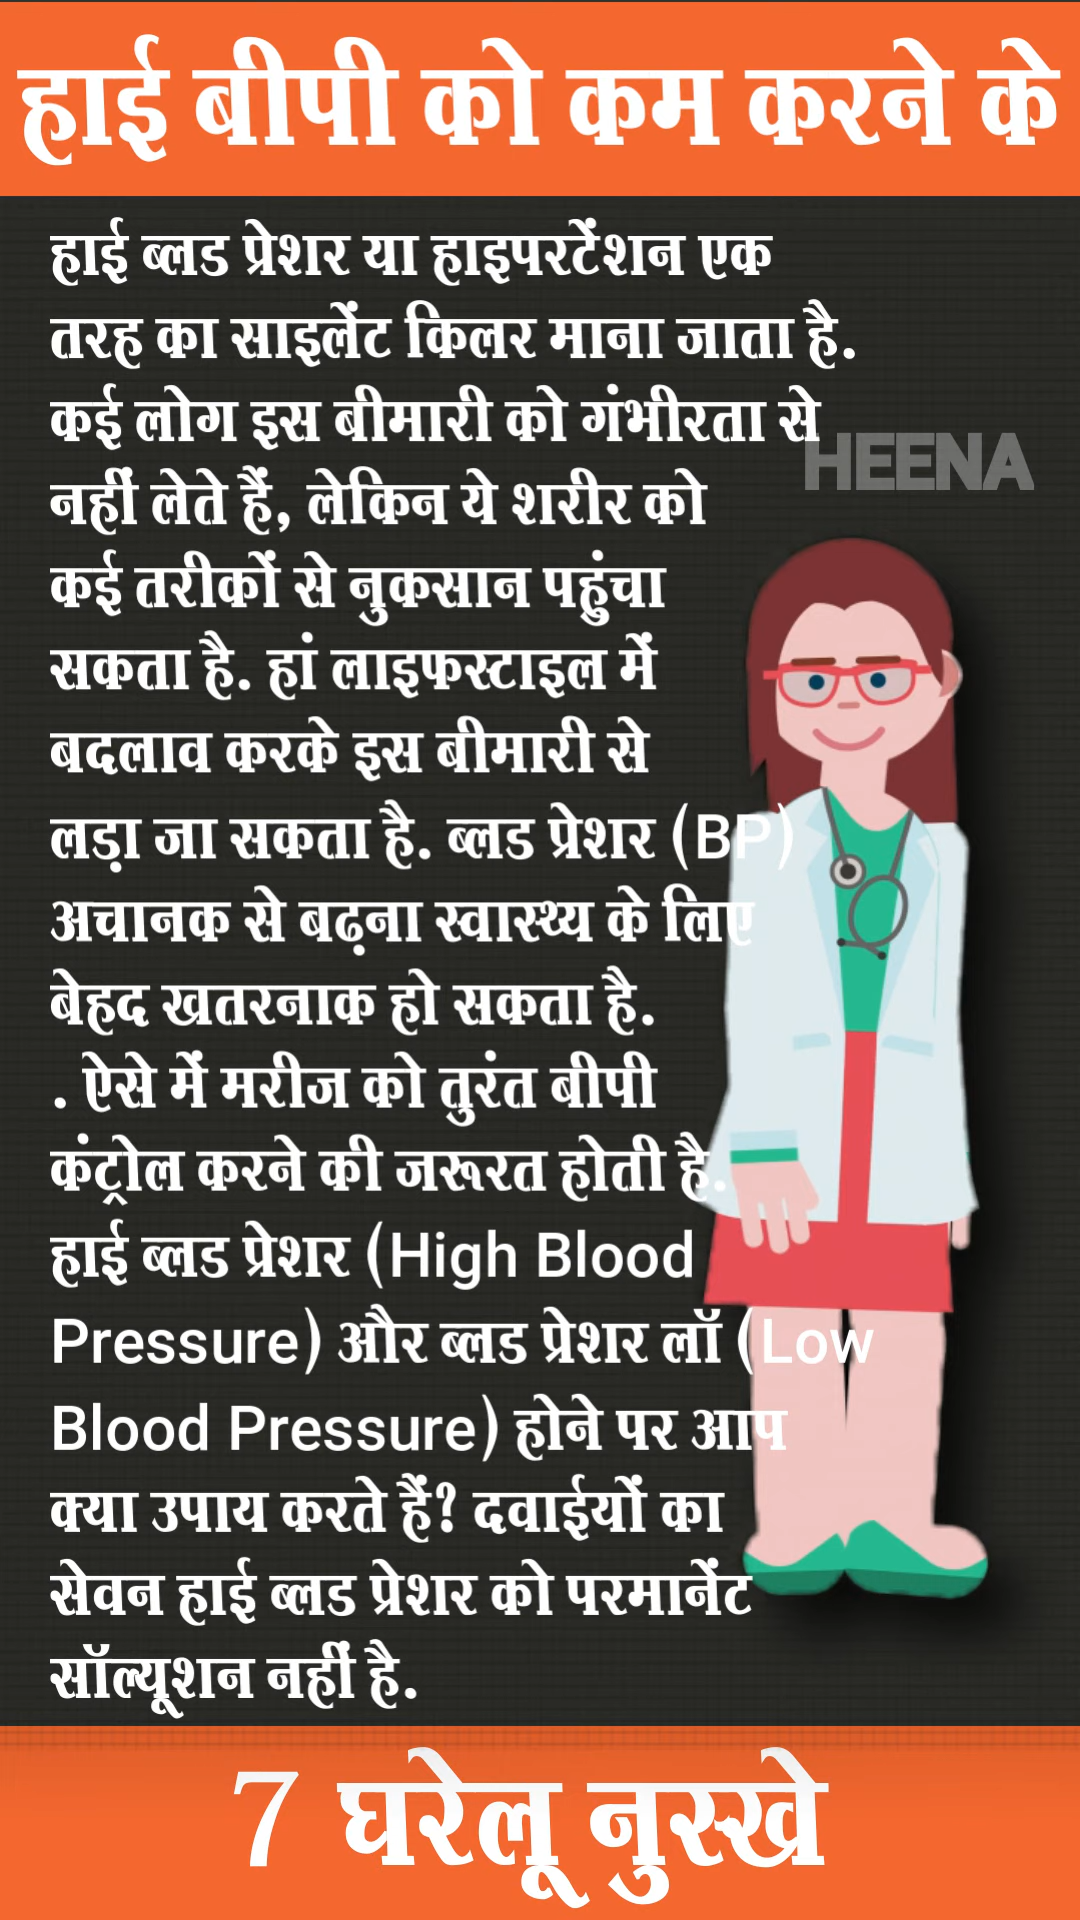 हाई बीपी को कम करने के
हाई ब्लड प्रेशर या हाइपरटेंशन एक
तरह का साइलेंट किलर माना जाता है.
कई लोग इस बीमारी को गंभीरता से
HEENA
नहीं लेते हैं, लेकिन ये शरीर को
कई तरीकों से नुकसान पहुंचा
सकता है. हां लाइफस्टाइल में
बदलाव करके इस बीमारी से
लड़ा जा सकता है. ब्लड प्रेशर (BP)
अचानक से बढ़ना स्वास्थ्य के लिए
बेहद खतरनाक हो सकता है.
. ऐसे में मरीज को तुरंत बीपी
कंट्रोल करने की जरूरत होती है.
हाई ब्लड प्रेशर (High Blood
Pressure) और ब्लड प्रेशर लॉ (Low
Blood Pressure) होने पर आप
क्या उपाय करते हैं? दवाईयों का
सेवन हाई ब्लड प्रेशर को परमानेंट
सॉल्यूशन नहीं है.
7 घरेलू नुस्खे